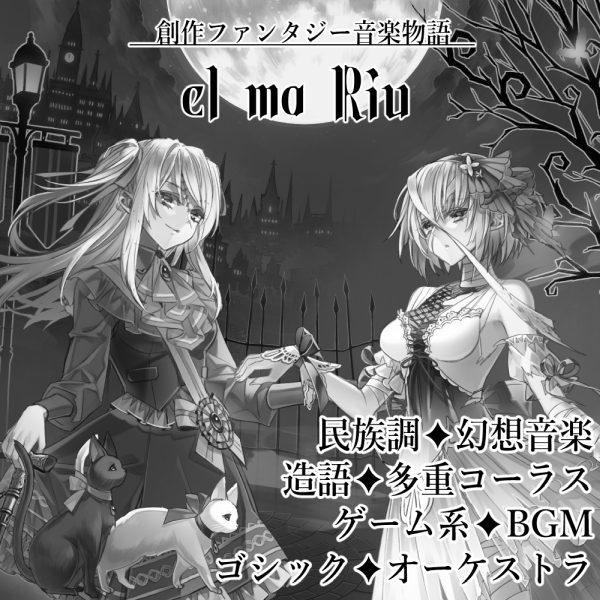 創作ファンタジー音楽物語
el ma Riu
民族調✦幻想音楽
造語✦多重コーラス
ゲーム系✦BGM
ゴシック✦オーケストラ